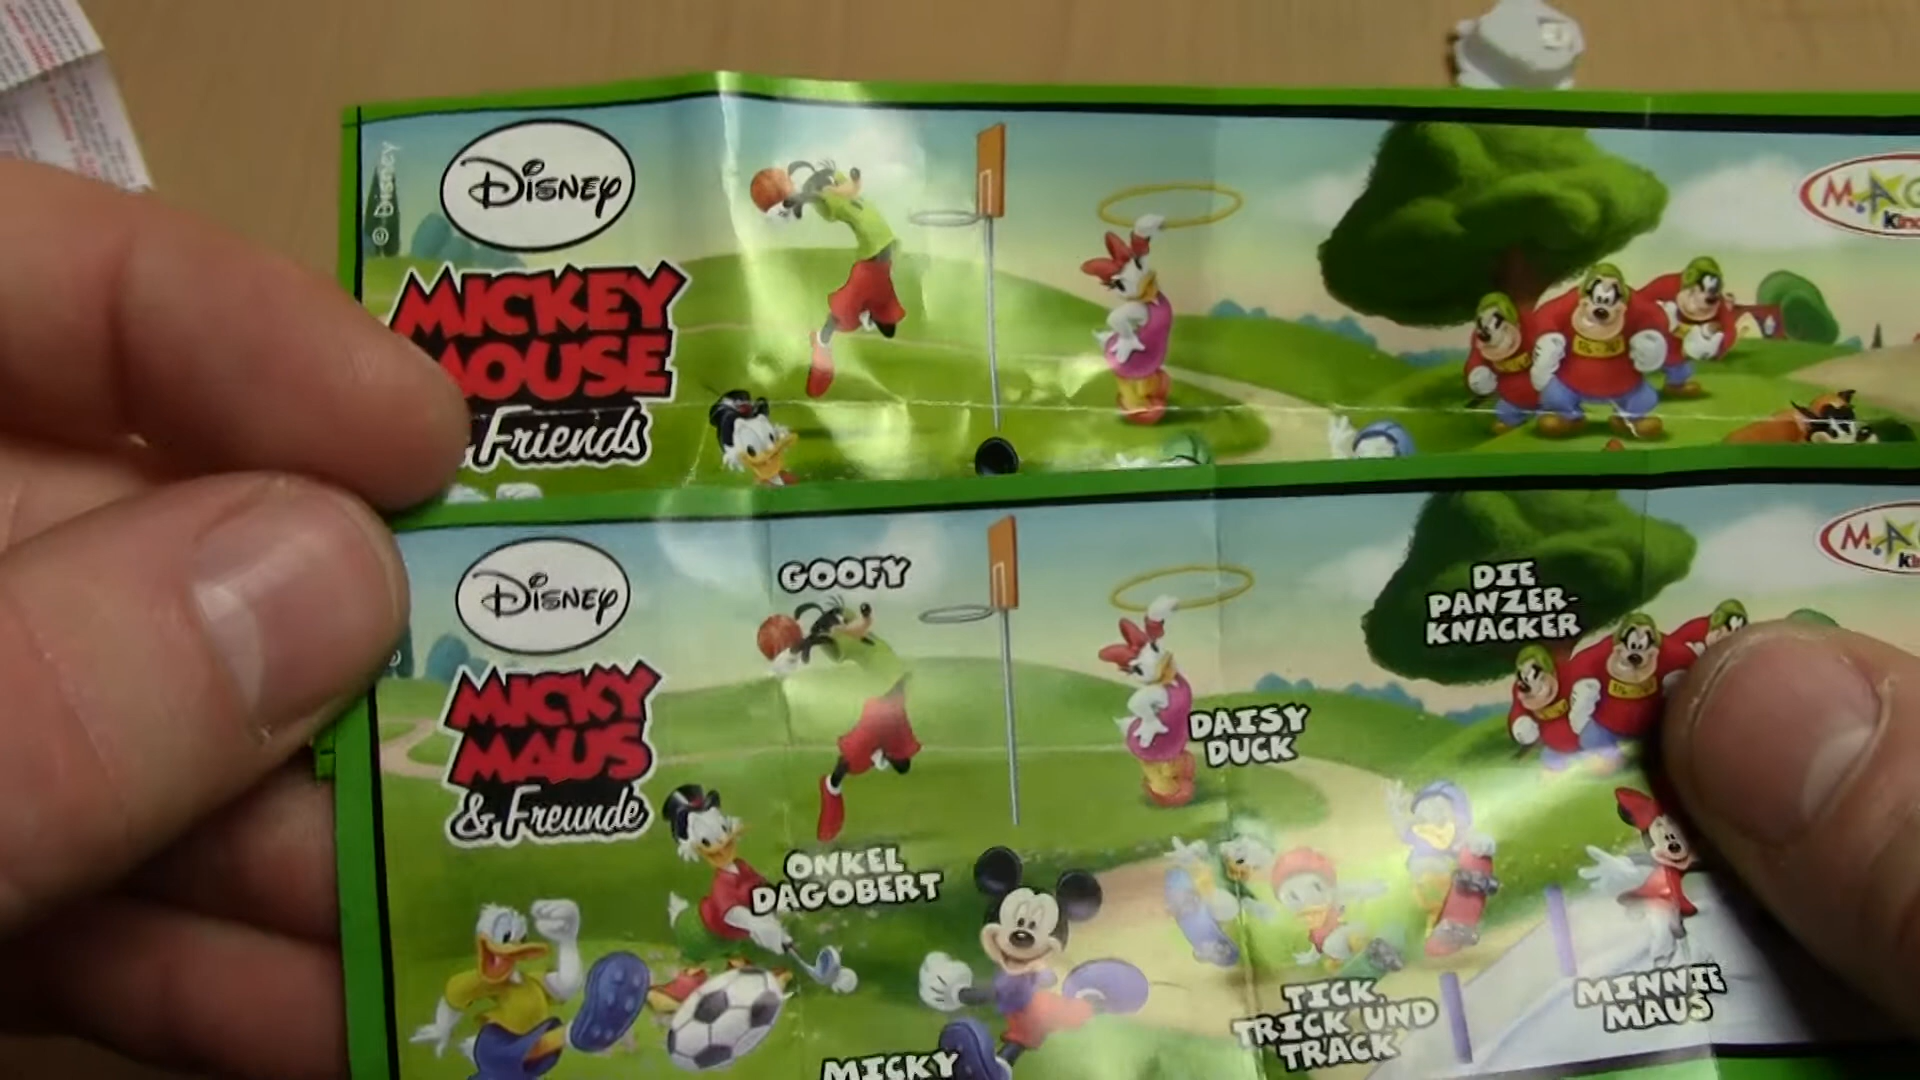 © Disney
Disney
MICKEY
MOUSE
Friends
Disney
MICKY
MAUS
& Freunde
GOOFY
DIE
PANZER-
KNACKER
DAISY
DUCK
ONKEL
DAGOBERT
TICK,
TRICK UND
TRACK
MINNIE
MAUS
MICKY